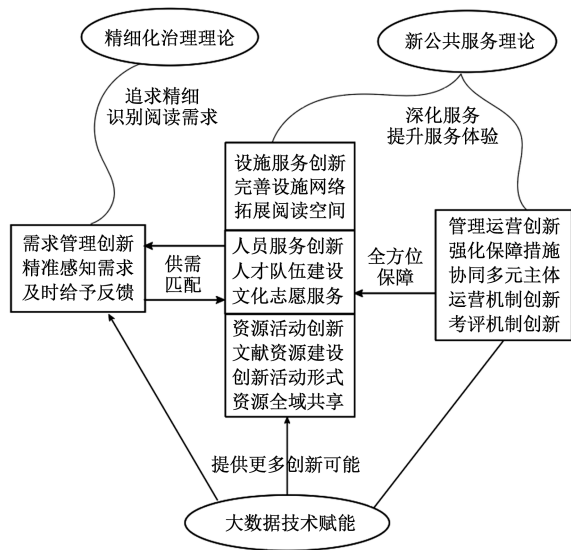 精细化治理理论
新公共服务理论
追求精细
识别阅读需求
深化服务
提升服务体验
设施服务创新
完善设施网络
拓展阅读空间
需求管理创新
精准感知需求
及时给予反馈
供需
匹配
人员服务创新
人才队伍建设
文化志愿服务
全方位
保障
管理运营创新
强化保障措施
协同多元主体
运营机制创新
考评机制创新
资源活动创新
文献资源建设
创新活动形式
资源全域共享
提供更多创新可能
大数据技术赋能